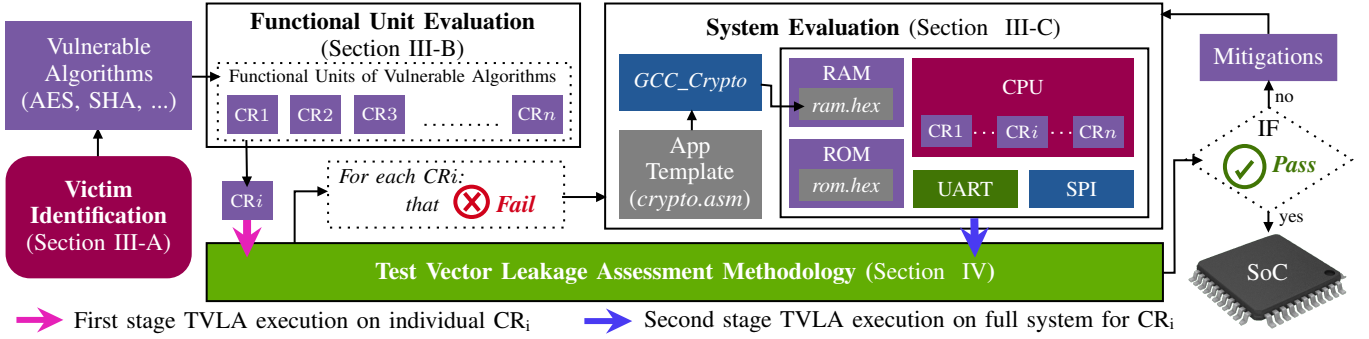 Vulnerable
Algorithms
(AES, SHA, ...)
Victim
Identification
(Section III-A)
Functional Unit Evaluation
(Section III-B)
Functional Units of Vulnerable Algorithms
CR1 CR2 CR3 ........... CRn
CRi
For each CRi:
that Fail
System Evaluation (Section III-C)
GCC_Crypto
App
Template
(crypto.asm)
RAM
ram.hex
ROM
rom.hex
CPU
CR1 ... CRi ... CRn
UART
SPI
Mitigations
no
IF
Pass
yes
SoC
Test Vector Leakage Assessment Methodology (Section IV)
First stage TVLA execution on individual CRi
Second stage TVLA execution on full system for CRi